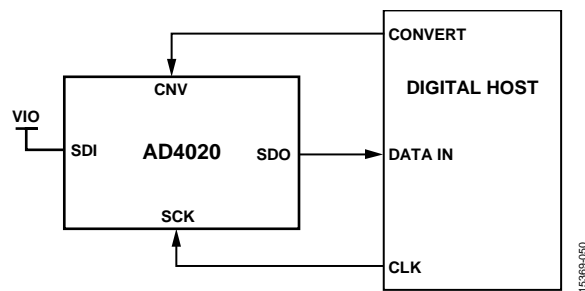 CONVERT
CNV
DIGITAL HOST
VIO
SDI
AD4020
SDO
DATA IN
SCK
CLK
15369-050